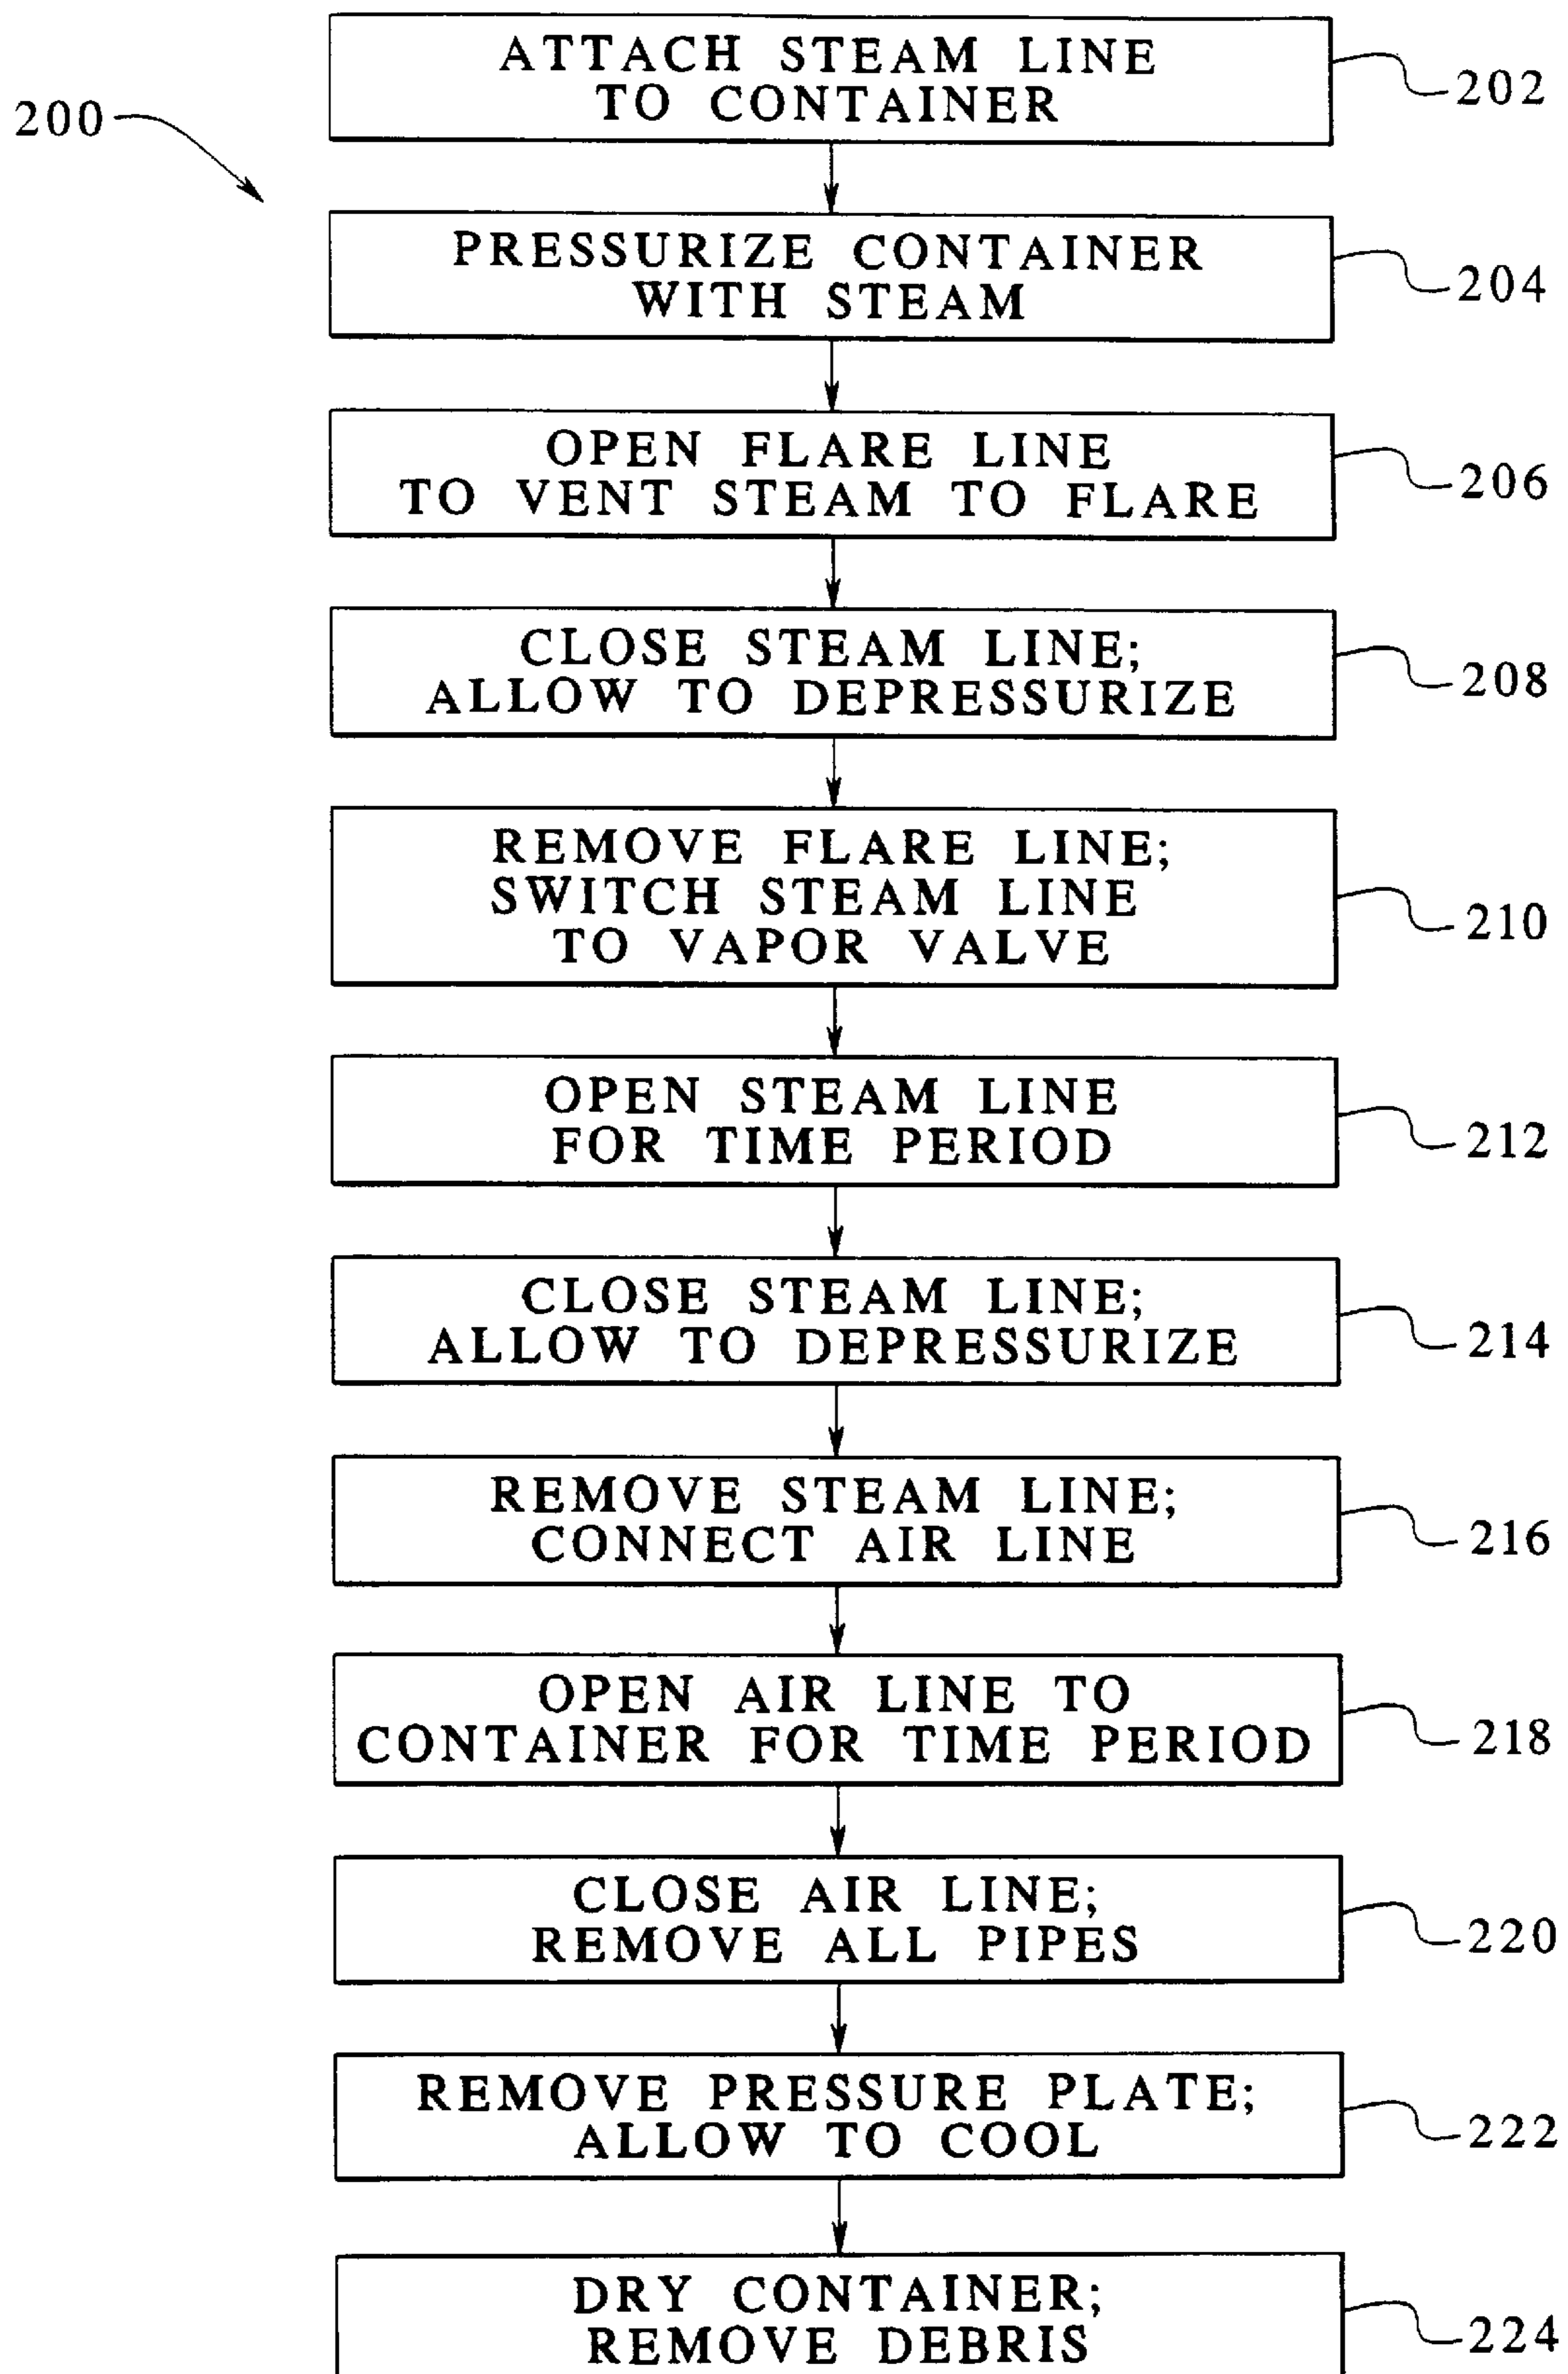 200
ATTACH STEAM LINE
TO CONTAINER
202
PRESSURIZE CONTAINER
WITH STEAM
204
OPEN FLARE LINE
TO VENT STEAM TO FLARE
206
CLOSE STEAM LINE;
ALLOW TO DEPRESSURIZE
208
REMOVE FLARE LINE;
SWITCH STEAM LINE
TO VAPOR VALVE
210
OPEN STEAM LINE
FOR TIME PERIOD
212
CLOSE STEAM LINE;
ALLOW TO DEPRESSURIZE
214
REMOVE STEAM LINE;
CONNECT AIR LINE
216
OPEN AIR LINE TO
CONTAINER FOR TIME PERIOD
218
CLOSE AIR LINE;
REMOVE ALL PIPES
220
REMOVE PRESSURE PLATE;
ALLOW TO COOL
222
DRY CONTAINER;
REMOVE DEBRIS
224